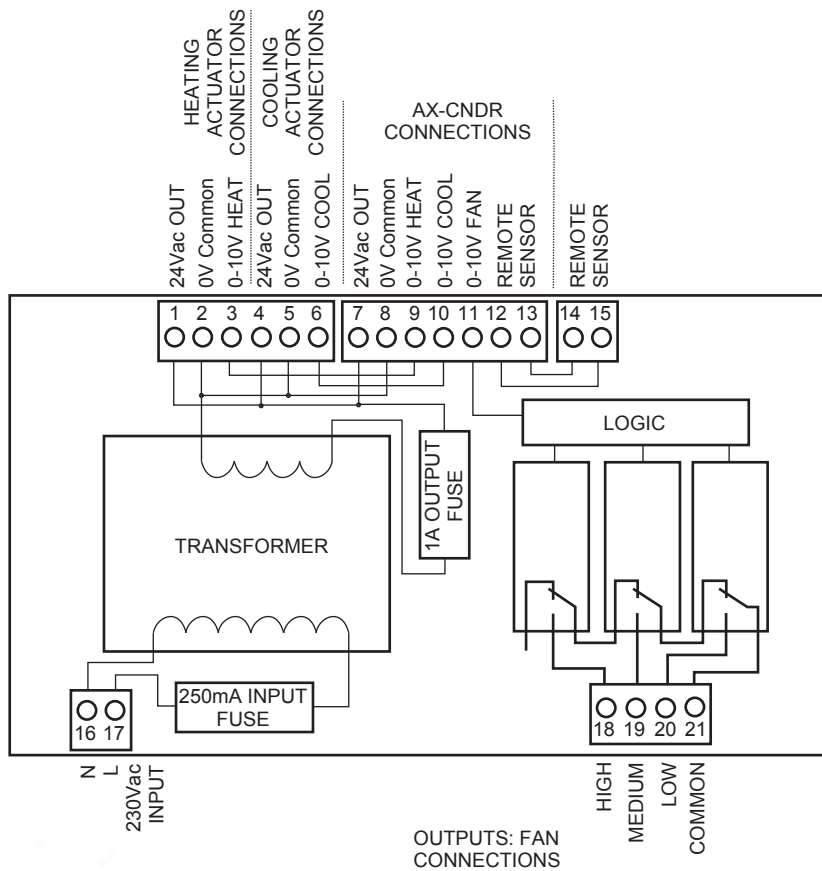 HEATING
ACTUATOR
CONNECTIONS
COOLING
ACTUATOR
CONNECTIONS
AX-CNDR
CONNECTIONS
24Vac OUT
0V Common
0-10V HEAT
24Vac OUT
0V Common
0-10V COOL
24Vac OUT
0V Common
0-10V HEAT
0-10V COOL
0-10V FAN
REMOTE
SENSOR
REMOTE
SENSOR
1 2 3 4 5 6 7 8 9 10 11 12 13 14 15
LOGIC
1A OUTPUT
FUSE
TRANSFORMER
250mA INPUT
FUSE
16 17
18 19 20 21
N
L
230Vac
INPUT
HIGH
MEDIUM
LOW
COMMON
OUTPUTS: FAN
CONNECTIONS